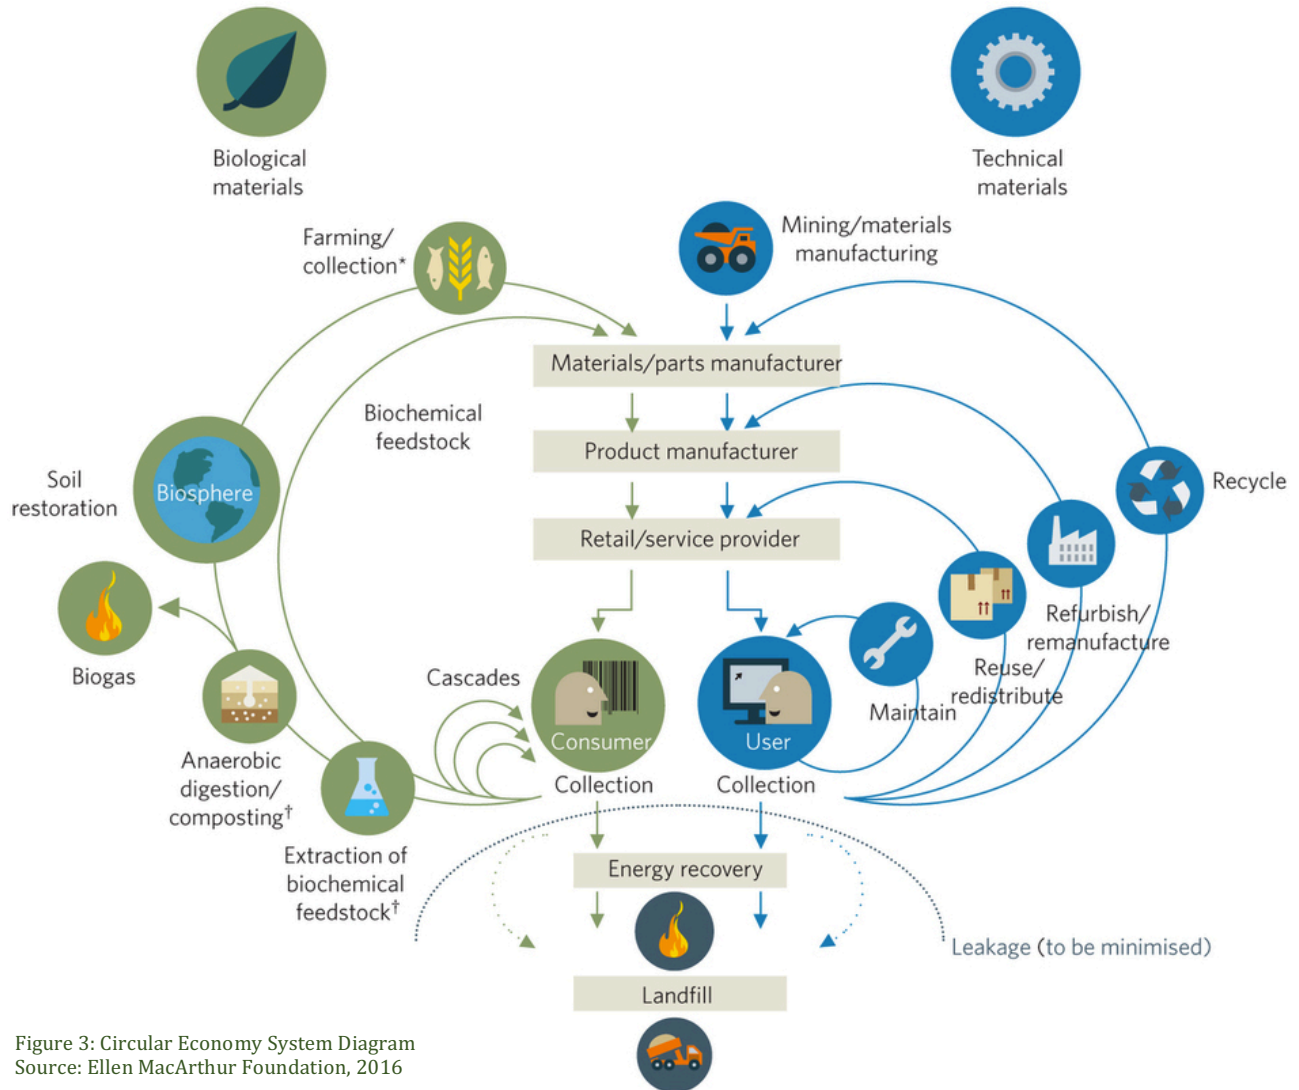 Biological
materials
Technical
materials
Farming/
collection*
Mining/materials
manufacturing
Materials/parts manufacturer
Biochemical
feedstock
Product manufacturer
Soil
restoration
Biosphere
Recycle
Retail/service provider
Biogas
Refurbish/
remanufacture
Reuse/
redistribute
Maintain
Cascades
Consumer
User
Collection
Collection
Anaerobic
digestion/
composting†
Extraction of
biochemical
feedstock†
Energy recovery
Leakage (to be minimised)
Landfill
Figure 3: Circular Economy System Diagram
Source: Ellen MacArthur Foundation, 2016